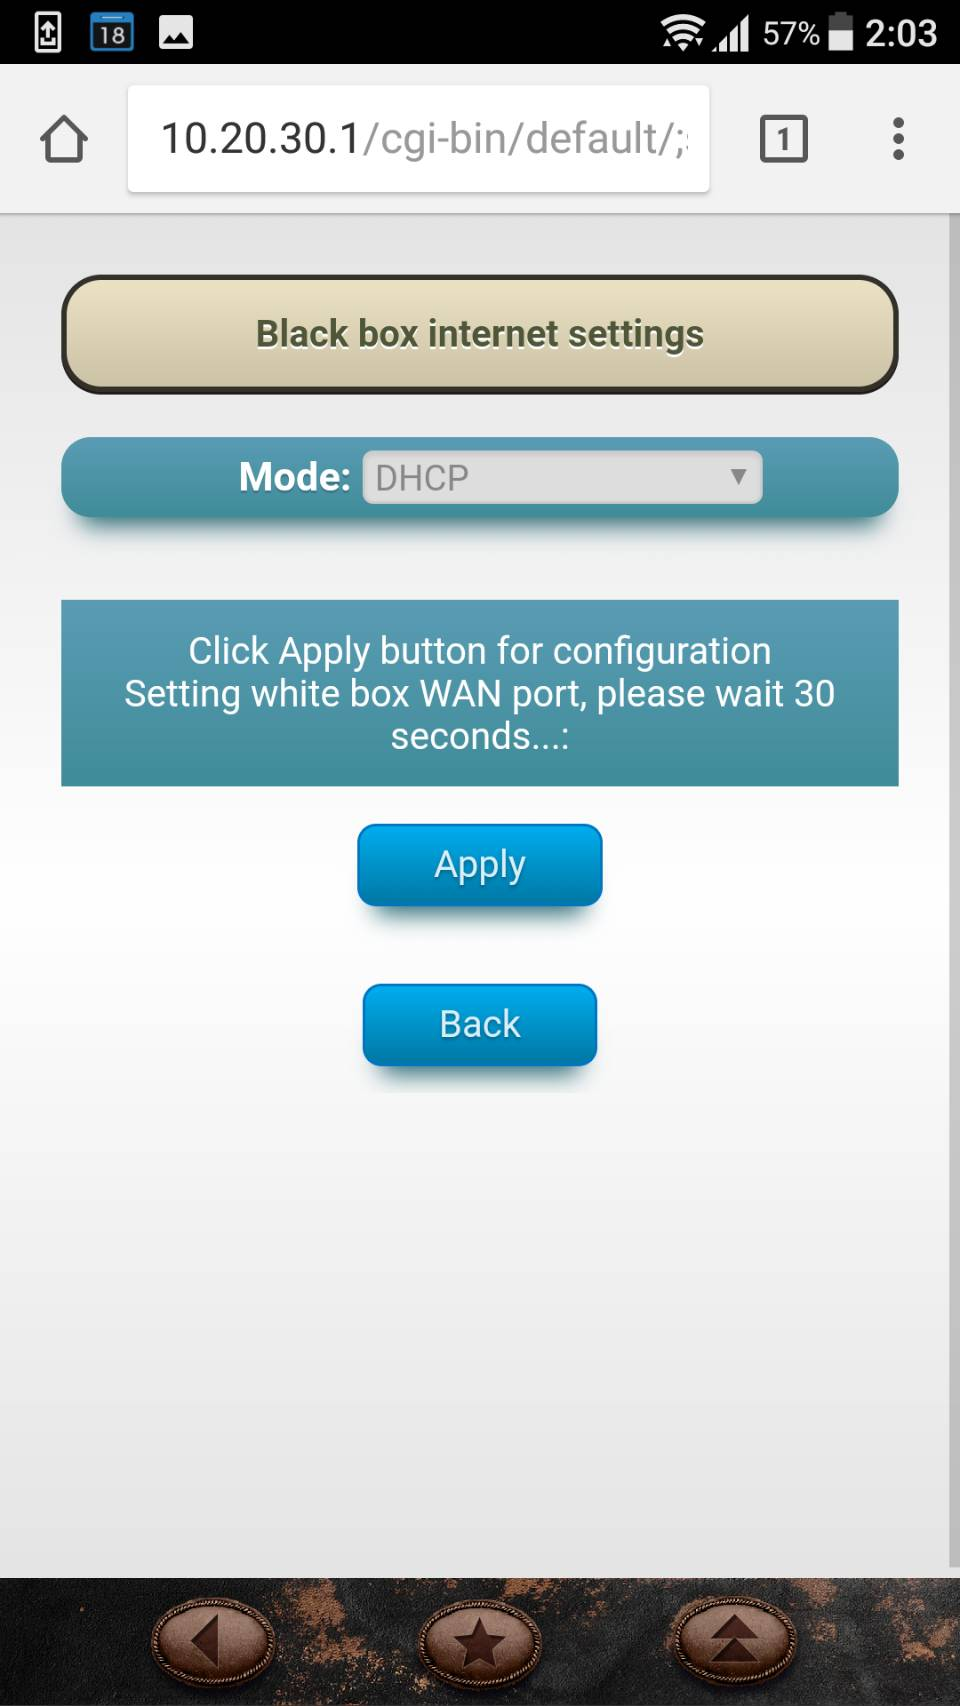 18
57%
2:03
10.20.30.1/cgi-bin/default/;
1
Black box internet settings
Mode: DHCP
Click Apply button for configuration
Setting white box WAN port, please wait 30
seconds...:
Apply
Back